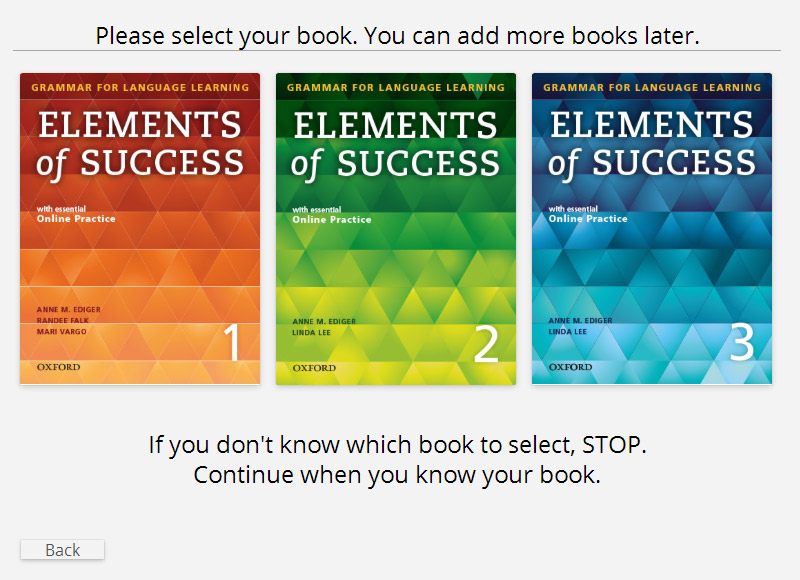 Please select your book. You can add more books later.
GRAMMAR FOR LANGUAGE LEARNING
ELEMENTS
of SUCCESS
with essential
Online Practice
ANNE M. EDIGER
RANDEE FALK
MARI VARGO
1
OXFORD
GRAMMAR FOR LANGUAGE LEARNING
ELEMENTS
of SUCCESS
with essential
Online Practice
ANNE M. EDIGER
LINDA LEE
2
OXFORD
GRAMMAR FOR LANGUAGE LEARNING
ELEMENTS
of SUCCESS
with essential
Online Practice
ANNE M. EDIGER
LINDA LEE
3
OXFORD
If you don't know which book to select, STOP.
Continue when you know your book.
Back